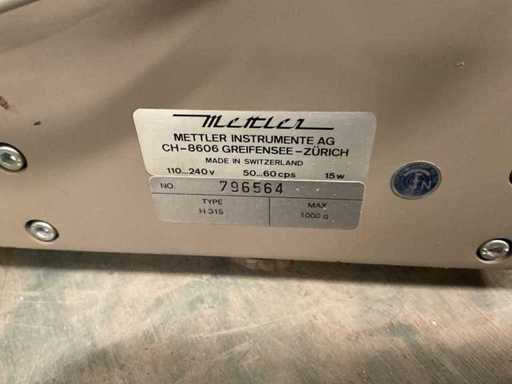 Mettler
METTLER INSTRUMENTE AG
CH-8606 GREIFENSEE-ZÜRICH
MADE IN SWITZERLAND
110...240 V 50...60 cps 15 w
NO. 796564
TYPE MAX
H 315 1000 g